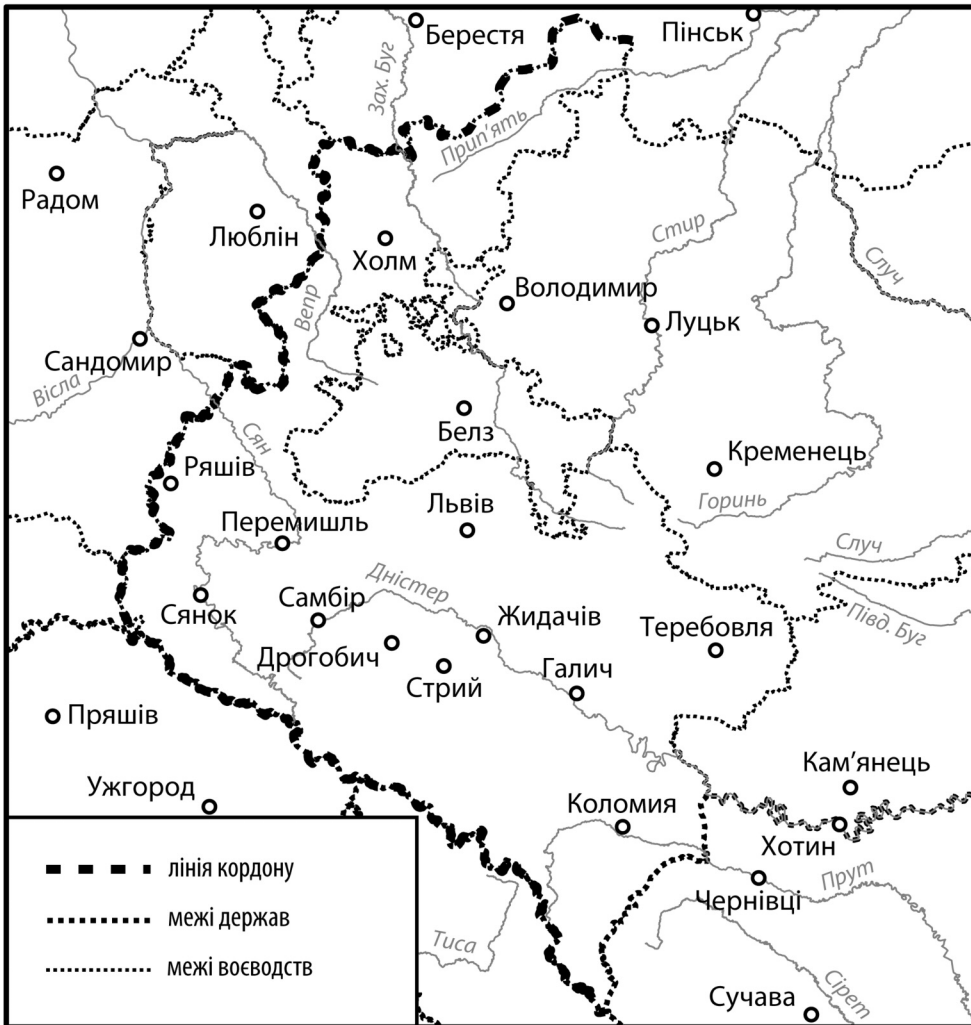 Берестя
Пінськ
Зах. Буг
Прип'ять
Радом
Люблін
Холм
Стир
Случ
Вепр
Володимир
Луцьк
Сандомир
Вісла
Белз
Сян
Ряшів
Кременець
Горинь
Львів
Перемишль
Случ
Дністер
Сянок
Самбір
Жидачів
Теребовля
Півд. Буг
Дрогобич
Стрий
Галич
Пряшів
Кам’янець
Ужгород
Коломия
Хотин
Прут
Чернівці
Тиса
Сірет
Сучава
лінія кордону
межі держав
межі воєводств